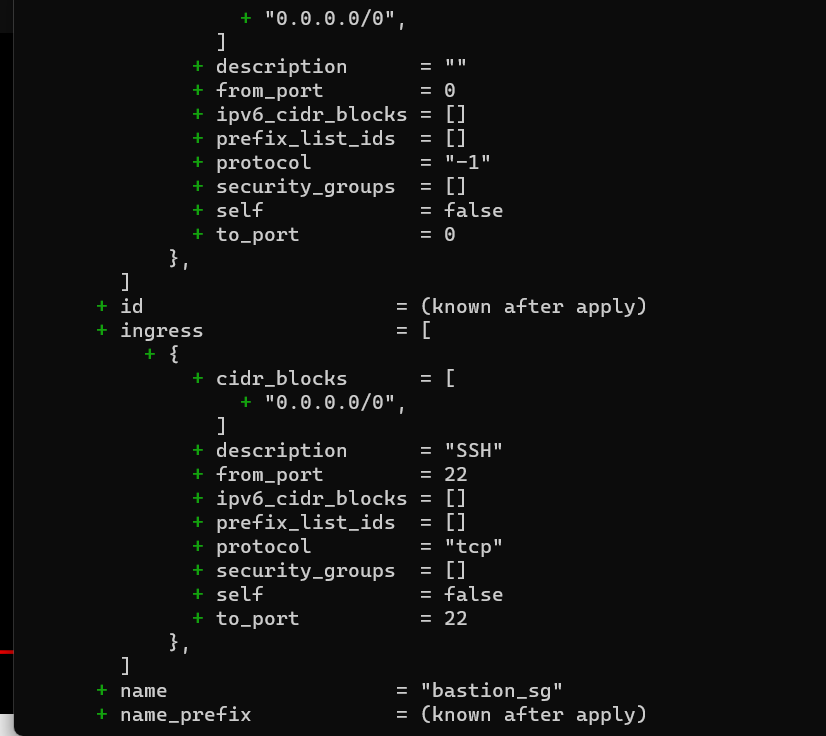 + "0.0.0.0/0",
                 ]
               + description      = ""
               + from_port        = 0
               + ipv6_cidr_blocks = []
               + prefix_list_ids  = []
               + protocol         = "-1"
               + security_groups  = []
               + self             = false
               + to_port          = 0
             },
         ]
       + id                     = (known after apply)
       + ingress                = [
           + {
               + cidr_blocks      = [
                   + "0.0.0.0/0",
                 ]
               + description      = "SSH"
               + from_port        = 22
               + ipv6_cidr_blocks = []
               + prefix_list_ids  = []
               + protocol         = "tcp"
               + security_groups  = []
               + self             = false
               + to_port          = 22
             },
         ]
       + name                   = "bastion_sg"
       + name_prefix            = (known after apply)